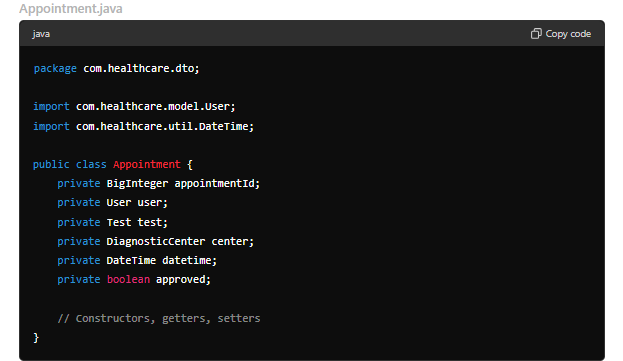 Appointment.java
java
Copy code
package com.healthcare.dto;
import com.healthcare.model.User;
import com.healthcare.util.DateTime;
public class Appointment {
private BigInteger appointmentId;
private User user;
private Test test;
private DiagnosticCenter center;
private DateTime datetime;
private boolean approved;
// Constructors, getters, setters
}